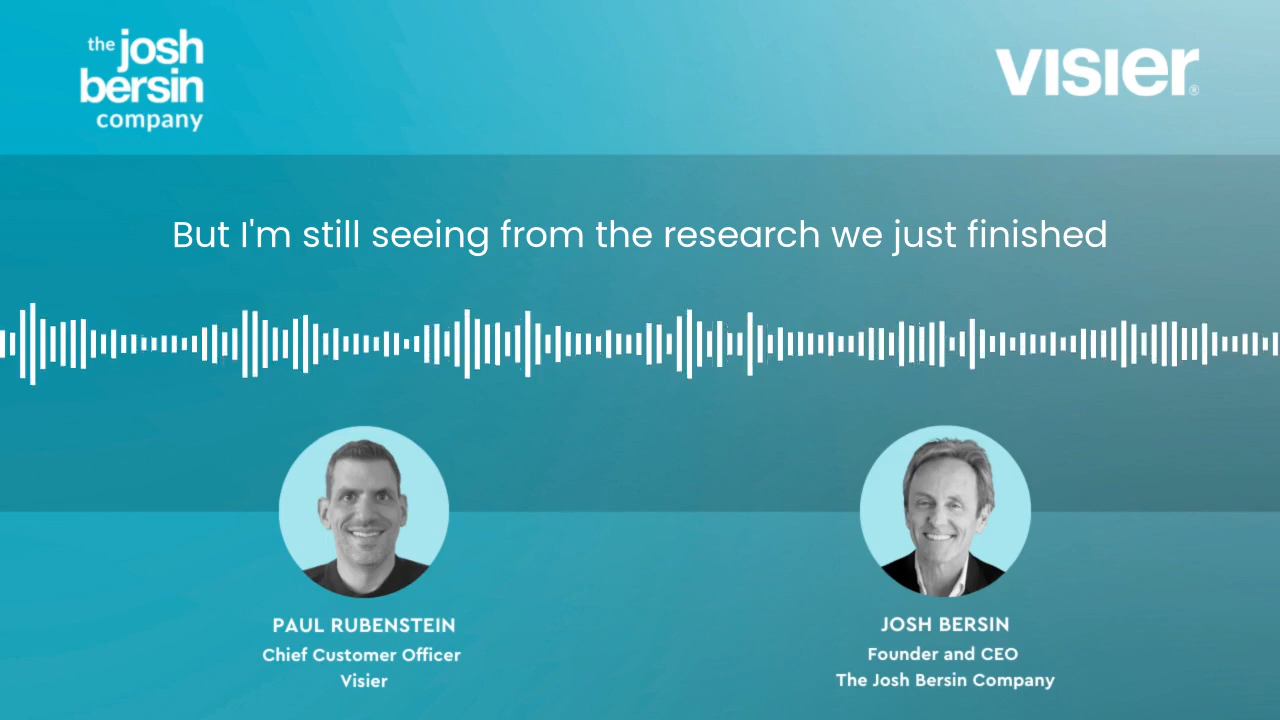 the josh
bersin
company
VISIER®
But I'm still seeing from the research we just finished
PAUL RUBENSTEIN
Chief Customer Officer
Visier
JOSH BERSIN
Founder and CEO
The Josh Bersin Company